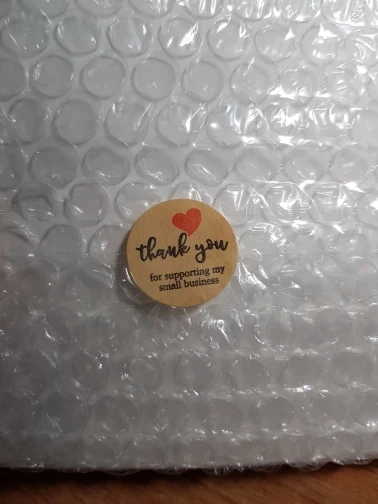 thank you
for supporting my
small business